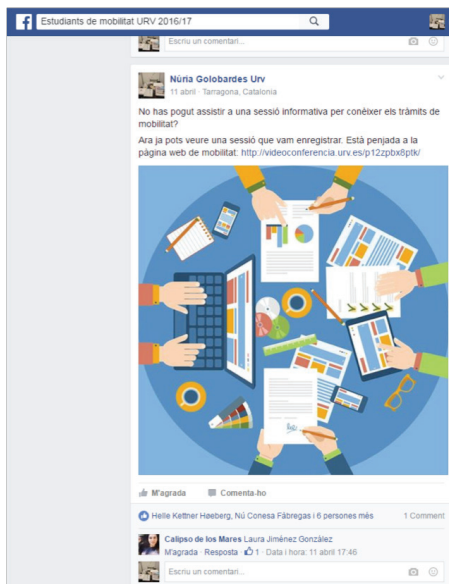 Estudiants de mobilitat URV 2016/17
Escriu un comentari...
Núria Golobardes Urv
11 abril · Tarragona, Catalonia
No has pogut assistir a una sessió informativa per conèixer els tràmits de
mobilitat?
Ara ja pots veure una sessió que vam enregistrar. Està penjada a la
pàgina web de mobilitat. http://videoconferencia.urv.es/p12zpbx8ptk/
M'agrada Comenta-ho
Helle Kettner Høeberg, Nú Conesa Fàbregas i 6 persones més 1 Comment
Calipso de los Mares Laura Jiménez González
M'agrada · Resposta · 1 · Data i hora: 11 abril 17:46
Escriu un comentari...